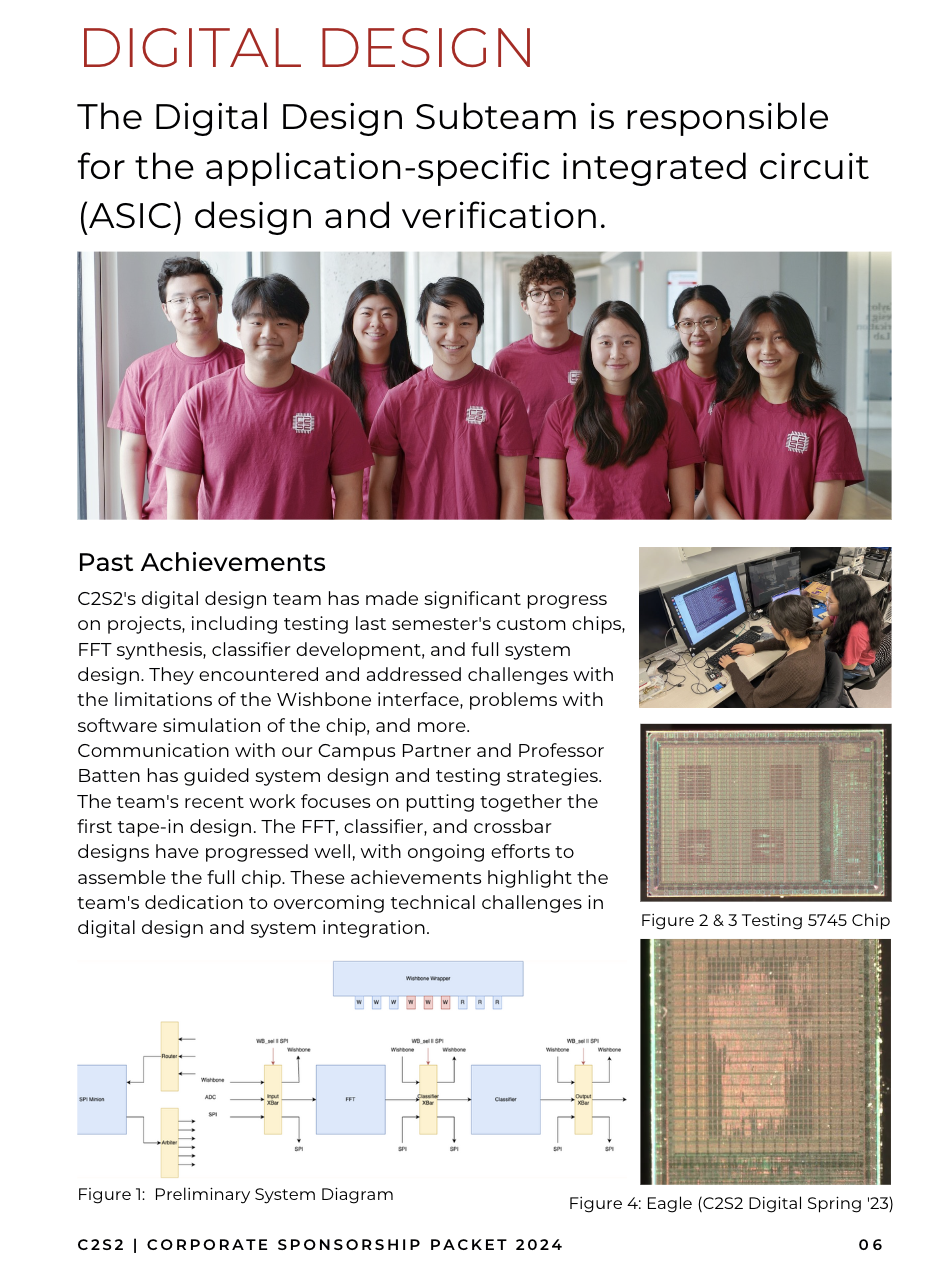 DIGITAL DESIGN
The Digital Design Subteam is responsible
for the application-specific integrated circuit
(ASIC) design and verification.
Past Achievements
C2S2's digital design team has made significant progress
on projects, including testing last semester's custom chips,
FFT synthesis, classifier development, and full system
design. They encountered and addressed challenges with
the limitations of the Wishbone interface, problems with
software simulation of the chip, and more.
Communication with our Campus Partner and Professor
Batten has guided system design and testing strategies.
The team's recent work focuses on putting together the
first tape-in design. The FFT, classifier, and crossbar
designs have progressed well, with ongoing efforts to
assemble the full chip. These achievements highlight the
team's dedication to overcoming technical challenges in
digital design and system integration.
Figure 2 & 3 Testing 5745 Chip
Wishbone Wrapper
W W W W W W R R R
WB_sel II SPI
Wishbone
Wishbone
WB_sel II SPI
Wishbone
Wishbone
WB_sel II SPI
Wishbone
Router
SPI Minion
Arbiter
Wishbone
ADC
SPI
Input
XBar
SPI
FFT
Classifier
XBar
SPI
SPI
Classifier
Output
XBar
SPI
SPI
Figure 1: Preliminary System Diagram
Figure 4: Eagle (C2S2 Digital Spring '23)
C2S2 | CORPORATE SPONSORSHIP PACKET 2024
06